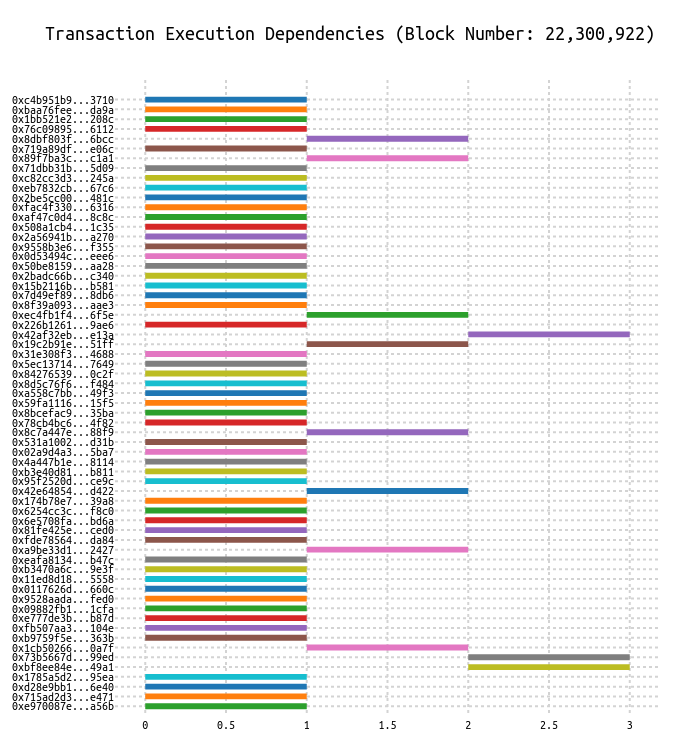 Transaction Execution Dependencies (Block Number: 22,300,922)
0xc4b951b9...3710
0xbaa76fee...da9a
0x1bb521e2...208c
0x76c09895...6112
0x8dbf803f...6bcc
0x719a89df...e06c
0x89f7ba3c...c1a1
0x71dbb31b...5d09
0xc82cc3d3...245a
0xeb7832cb...67c6
0x2be5cc00...481c
0xfac4f330...6316
0xaf47c0d4...8c8c
0x508a1cb4...1c35
0x2a56941b...a270
0x9558b3e6...f355
0x0d53494c...eee6
0x50be8159...aa28
0x2badc66b...c340
0x15b2116b...b581
0x7d49ef89...8db6
0x8f39a093...aae3
0xec4fb1f4...6f5e
0x226b1261...9ae6
0x42af32eb...e13a
0x19c2b91e...51ff
0x31e308f3...4688
0x5ec13714...7649
0x84276539...0c2f
0x8d5c76f6...f484
0xa558c7bb...49f3
0x59fa1116...15f5
0x8bcefac9...35ba
0x78cb4bc6...4f82
0x8c7a447e...88f9
0x531a1002...d31b
0x02a9d4a3...5ba7
0x4a447b1e...8114
0xb3e40d81...b811
0x95f2520d...ce9c
0x42e64854...d422
0x174b78e7...39a8
0x6254cc3c...f8c0
0x6e5708fa...bd6a
0x81fe425e...ced0
0xfde78564...da84
0xa9be33d1...2427
0xeafa8134...b47c
0xb3470a6c...9e3f
0x11ed8d18...5558
0x0117626d...660c
0x9528aada...fed0
0x09882fb1...1cfa
0xe777de3b...b87d
0xfb507aa3...104e
0xb9759f5e...363b
0x1cb50266...0a7f
0x73b5667d...99ed
0xbf8ee84e...49a1
0x1785a5d2...95ea
0xd28e9bb1...6e40
0x715ad2d3...e471
0xe970087e...a56b
0 0.5 1 1.5 2 2.5 3